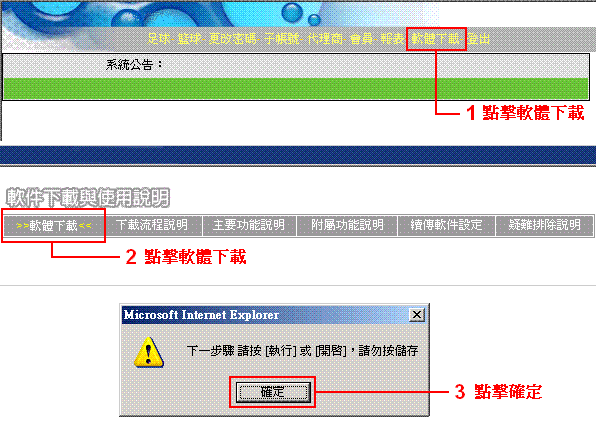 足球 籃球 更改密碼 子帳號 代理商 會員 報表 軟體下載 登出
系統公告：
1 點擊軟體下載
軟件下載與使用說明
>>軟體下載<< 下載流程說明 主要功能說明 附屬功能說明 續傳軟件設定 疑難排除說明
2 點擊軟體下載
Microsoft Internet Explorer
下一步驟 請按 [執行] 或 [開啓]，請勿按儲存
確定
3 點擊確定